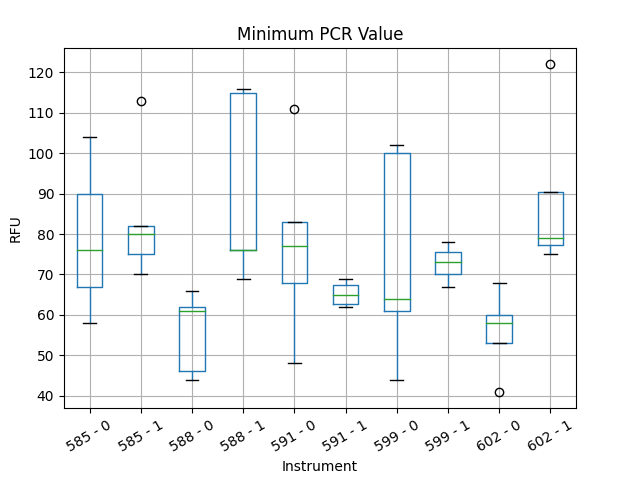 Minimum PCR Value
120
110
100
90
80
70
60
50
40
RFU
585 - 0
585 - 1
588 - 0
588 - 1
591 - 0
591 - 1
599 - 0
599 - 1
602 - 0
602 - 1
Instrument